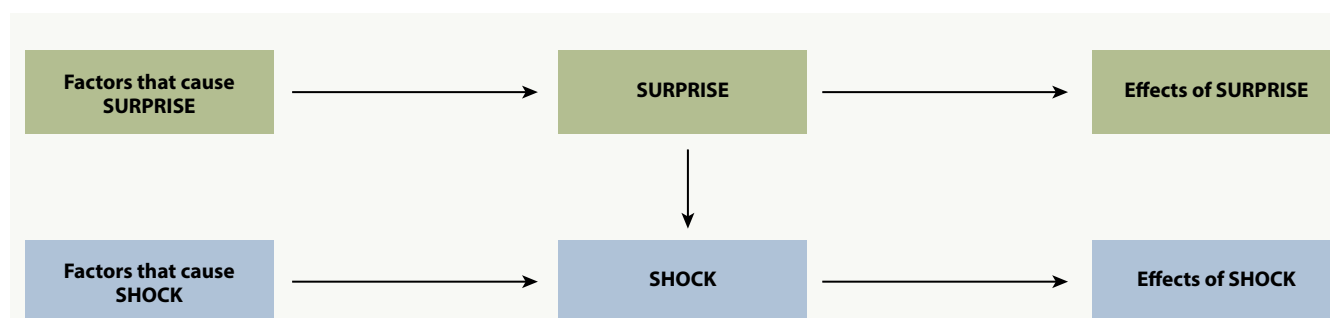 Factors that cause
SURPRISE
SURPRISE
Effects of SURPRISE
Factors that cause
SHOCK
SHOCK
Effects of SHOCK